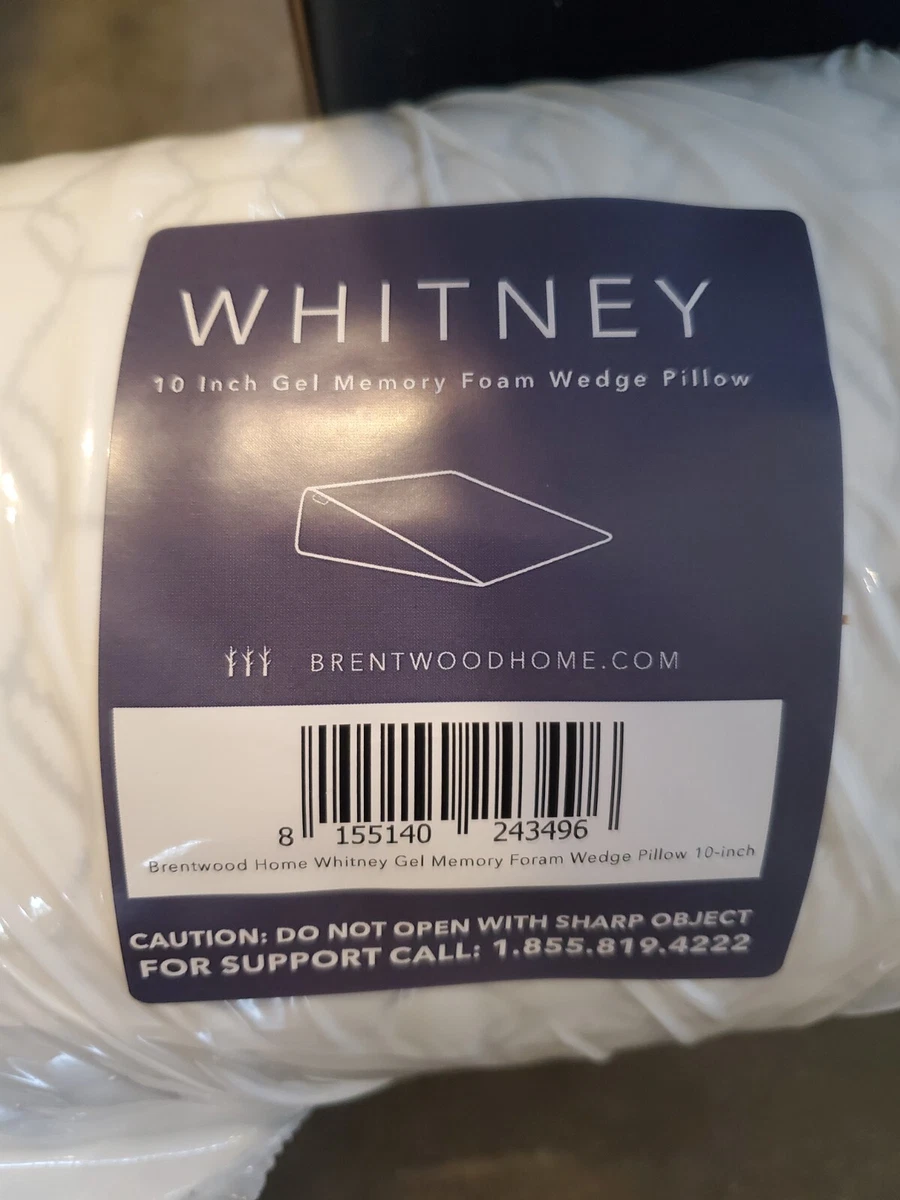 WHITNEY
10 Inch Gel Memory Foam Wedge Pillow
BRENTWOODHOME.COM
8 155140 243496
Brentwood Home Whitney Gel Memory Foram Wedge Pillow 10-inch
CAUTION: DO NOT OPEN WITH SHARP OBJECT
FOR SUPPORT CALL: 1.855.819.4222